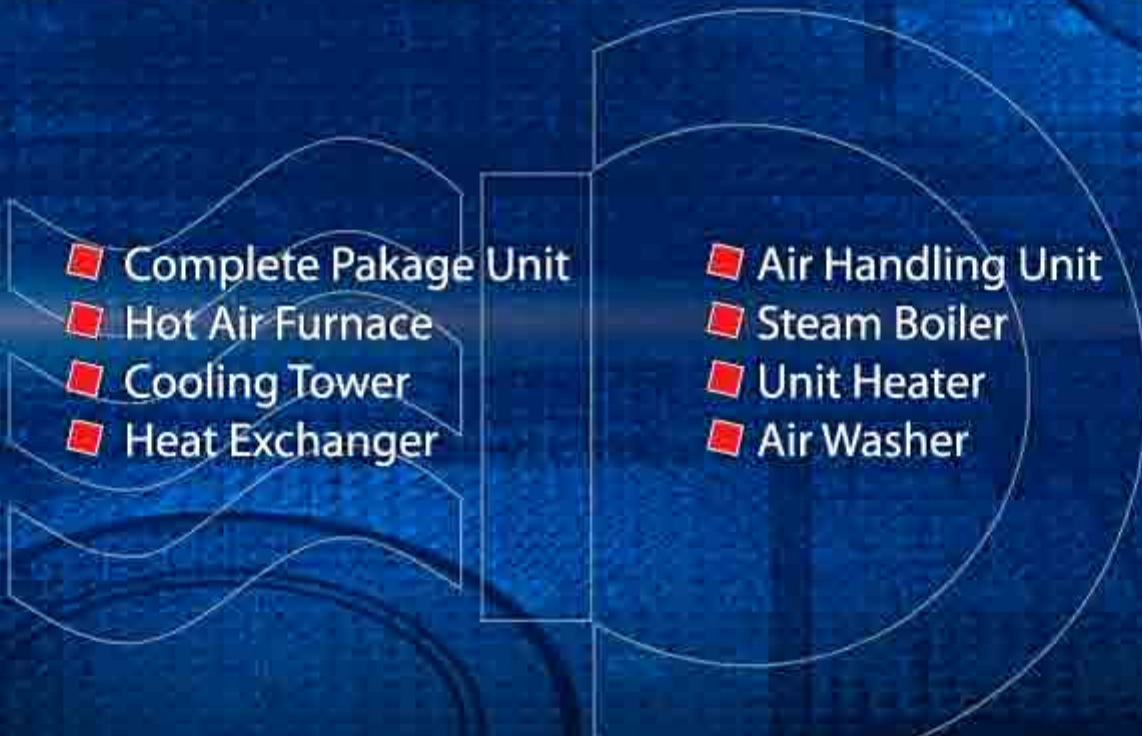 Complete Pakage Unit
Hot Air Furnace
Cooling Tower
Heat Exchanger
Air Handling Unit
Steam Boiler
Unit Heater
Air Washer